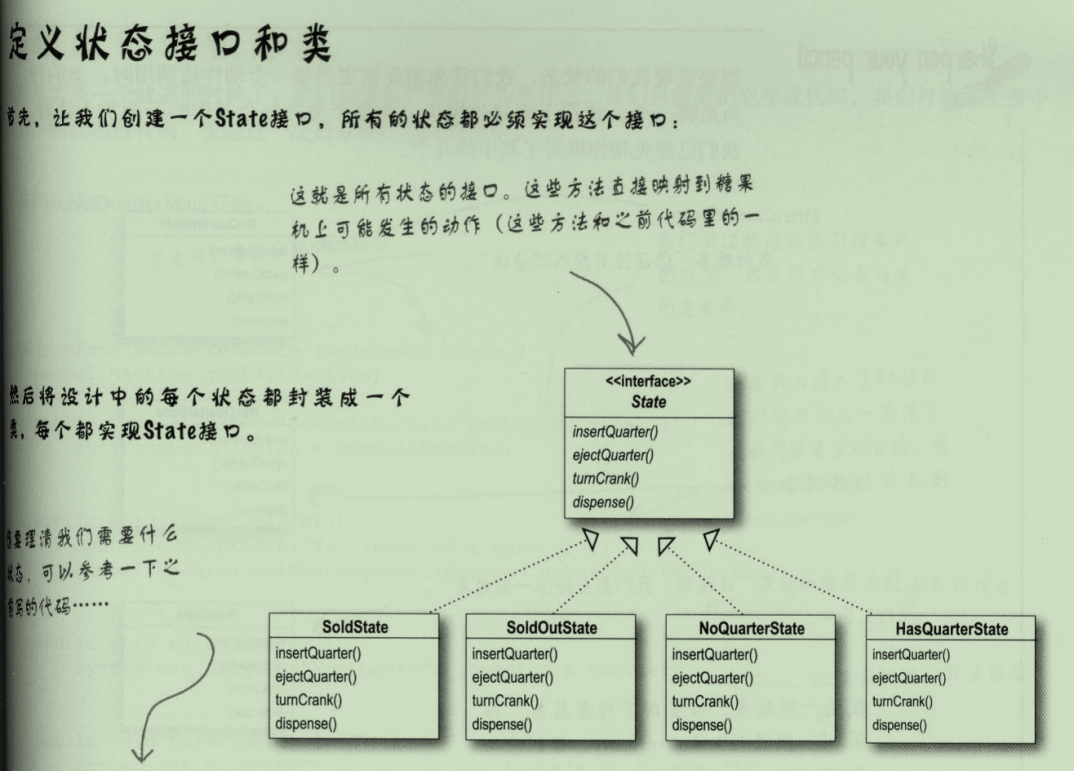 定义状态接口和类
首先，让我们创建一个State接口，所有的状态都必须实现这个接口：
这就是所有状态的接口。这些方法直接映射到糖果
机上可能发生的动作（这些方法和之前代码里的一
样）。
<<interface>>
State
insertQuarter()
ejectQuarter()
turnCrank()
dispense()
然后将设计中的每个状态都封装成一个
类，每个都实现State接口。
要理清我们需要什么
状态，可以参考一下之
前写的代码……
SoldState
insertQuarter()
ejectQuarter()
turnCrank()
dispense()
SoldOutState
insertQuarter()
ejectQuarter()
turnCrank()
dispense()
NoQuarterState
insertQuarter()
ejectQuarter()
turnCrank()
dispense()
HasQuarterState
insertQuarter()
ejectQuarter()
turnCrank()
dispense()